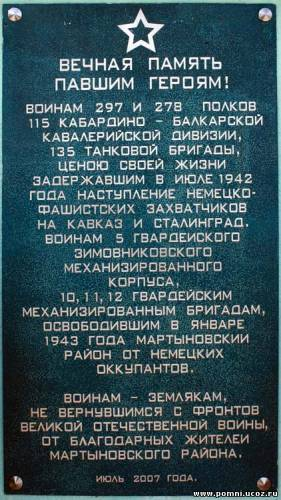 ВЕЧНАЯ ПАМЯТЬ
ПАВШИМ ГЕРОЯМ!
ВОИНАМ 297 И 278 ПОЛКОВ
115 КАБАРДИНО – БАЛКАРСКОЙ
КАВАЛЕРИЙСКОЙ ДИВИЗИИ,
135 ТАНКОВОЙ БРИГАДЫ,
ЦЕНОЮ СВОЕЙ ЖИЗНИ
ЗАДЕРЖАВШИМ В ИЮЛЕ 1942
ГОДА НАСТУПЛЕНИЕ НЕМЕЦКО-
ФАШИСТСКИХ ЗАХВАТЧИКОВ
НА КАВКАЗ И СТАЛИНГРАД.
ВОИНАМ 5 ГВАРДЕЙСКОГО
ЗИМОВНИКОВСКОГО
МЕХАНИЗИРОВАННОГО
КОРПУСА,
10, 11, 12 ГВАРДЕЙСКИМ
МЕХАНИЗИРОВАННЫМ БРИГАДАМ,
ОСВОБОДИВШИМ В ЯНВАРЕ
1943 ГОДА МАРТЫНОВСКИЙ
РАЙОН ОТ НЕМЕЦКИХ
ОККУПАНТОВ.
ВОИНАМ – ЗЕМЛЯКАМ,
НЕ ВЕРНУВШИМСЯ С ФРОНТОВ
ВЕЛИКОЙ ОТЕЧЕСТВЕННОЙ ВОЙНЫ,
ОТ БЛАГОДАРНЫХ ЖИТЕЛЕЙ
МАРТЫНОВСКОГО РАЙОНА.
ИЮЛЬ 2007 ГОДА.
www.pomni.ucoz.ru